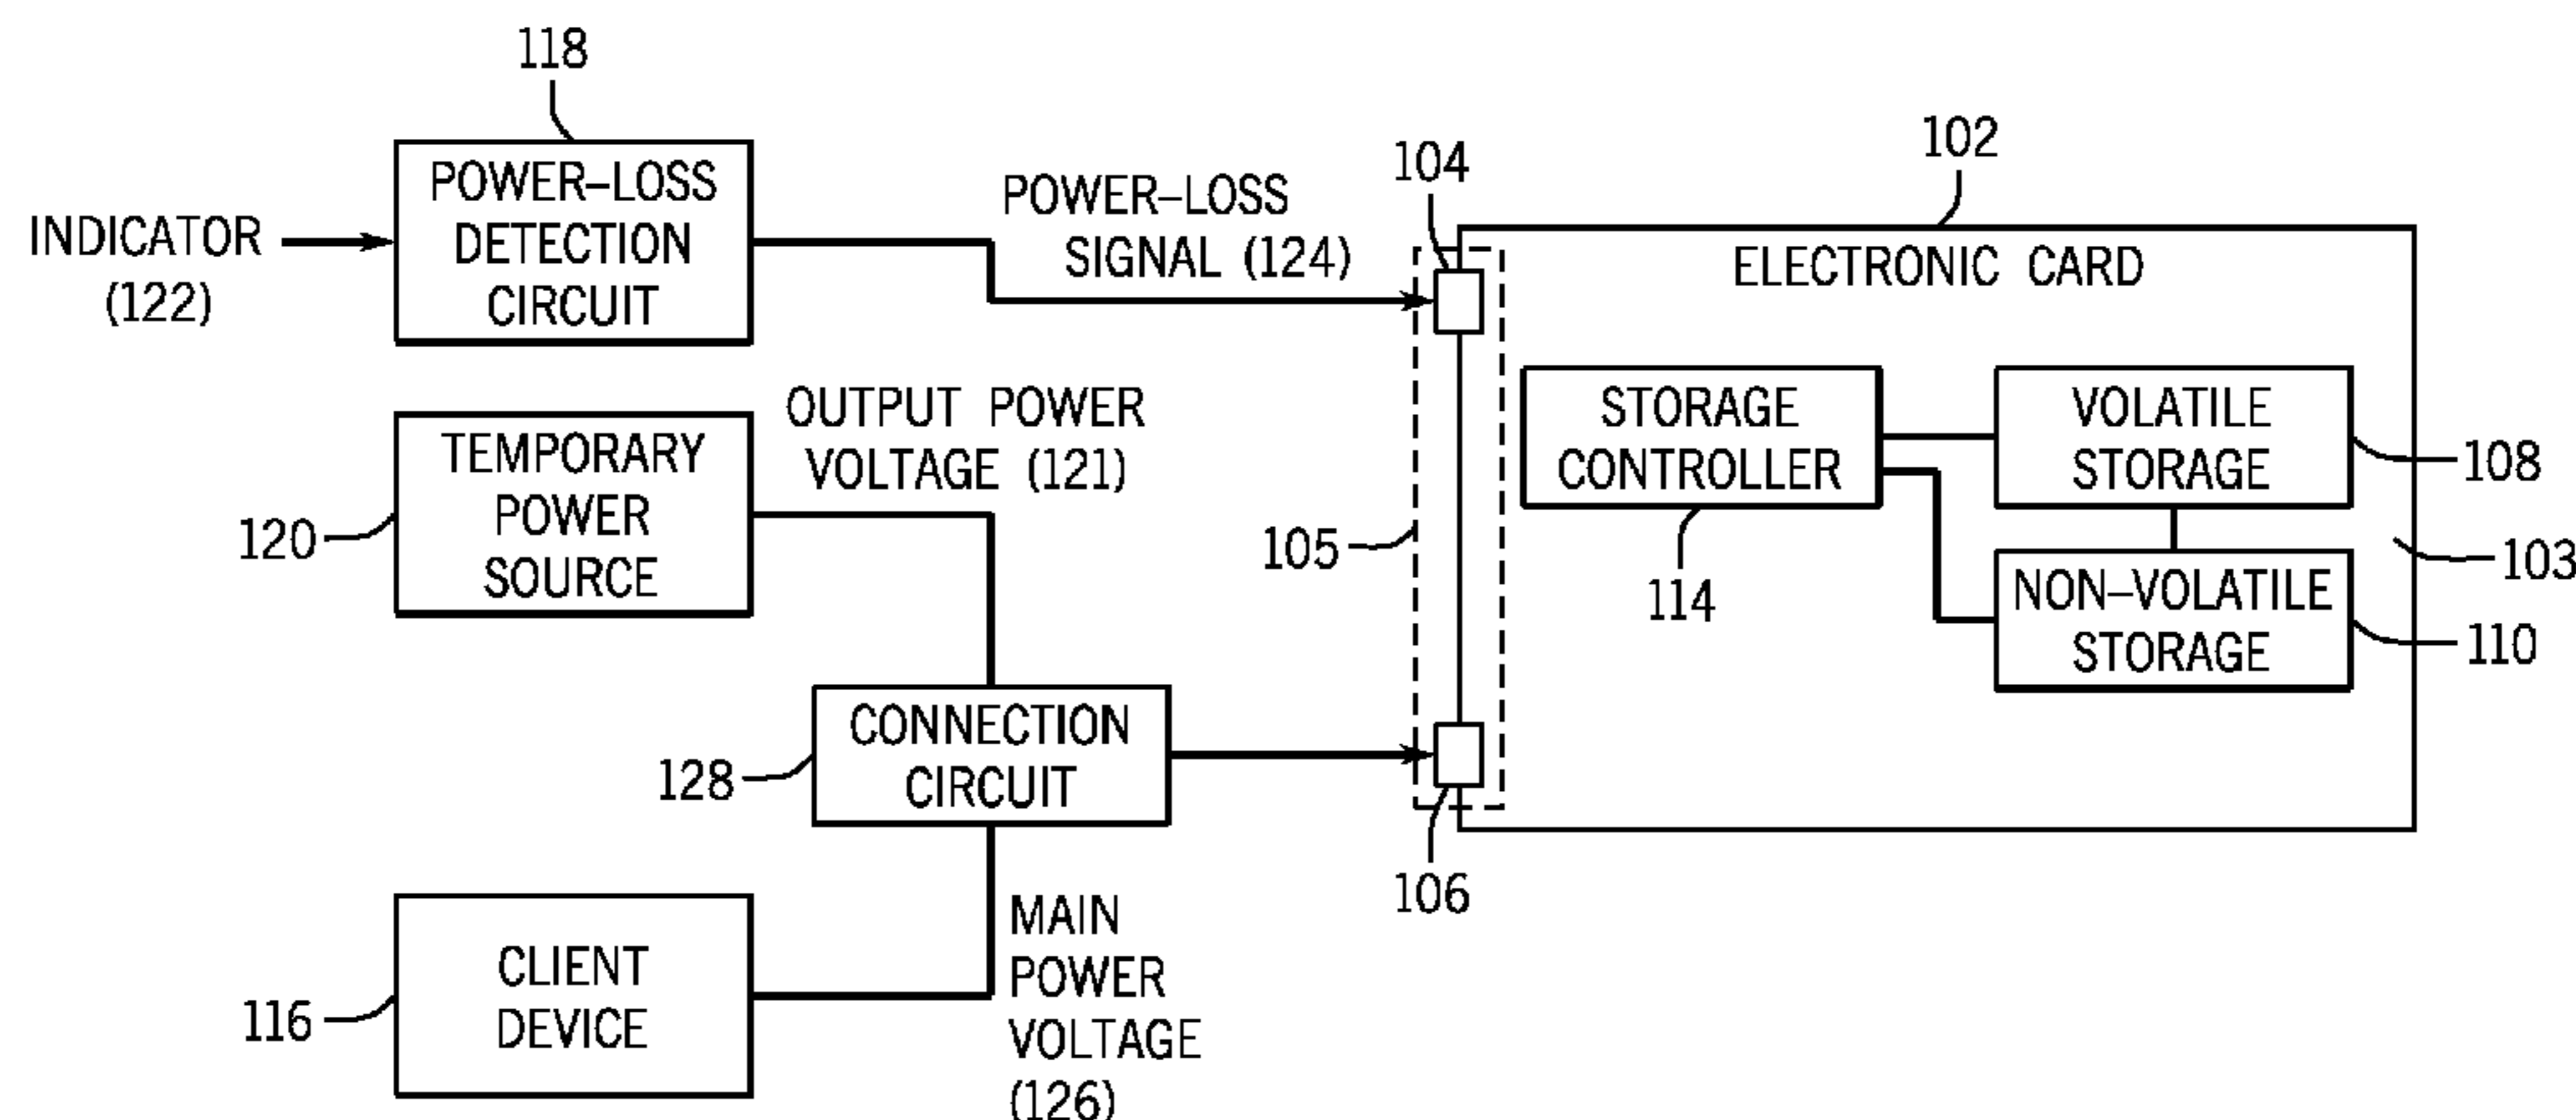 118
POWER–LOSS
DETECTION
CIRCUIT
INDICATOR
(122)
POWER–LOSS
SIGNAL (124)
104
102
ELECTRONIC CARD
TEMPORARY
POWER
SOURCE
120
OUTPUT POWER
VOLTAGE (121)
105
STORAGE
CONTROLLER
114
VOLATILE
STORAGE
108
103
NON–VOLATILE
STORAGE
110
CONNECTION
CIRCUIT
128
106
CLIENT
DEVICE
116
MAIN
POWER
VOLTAGE
(126)